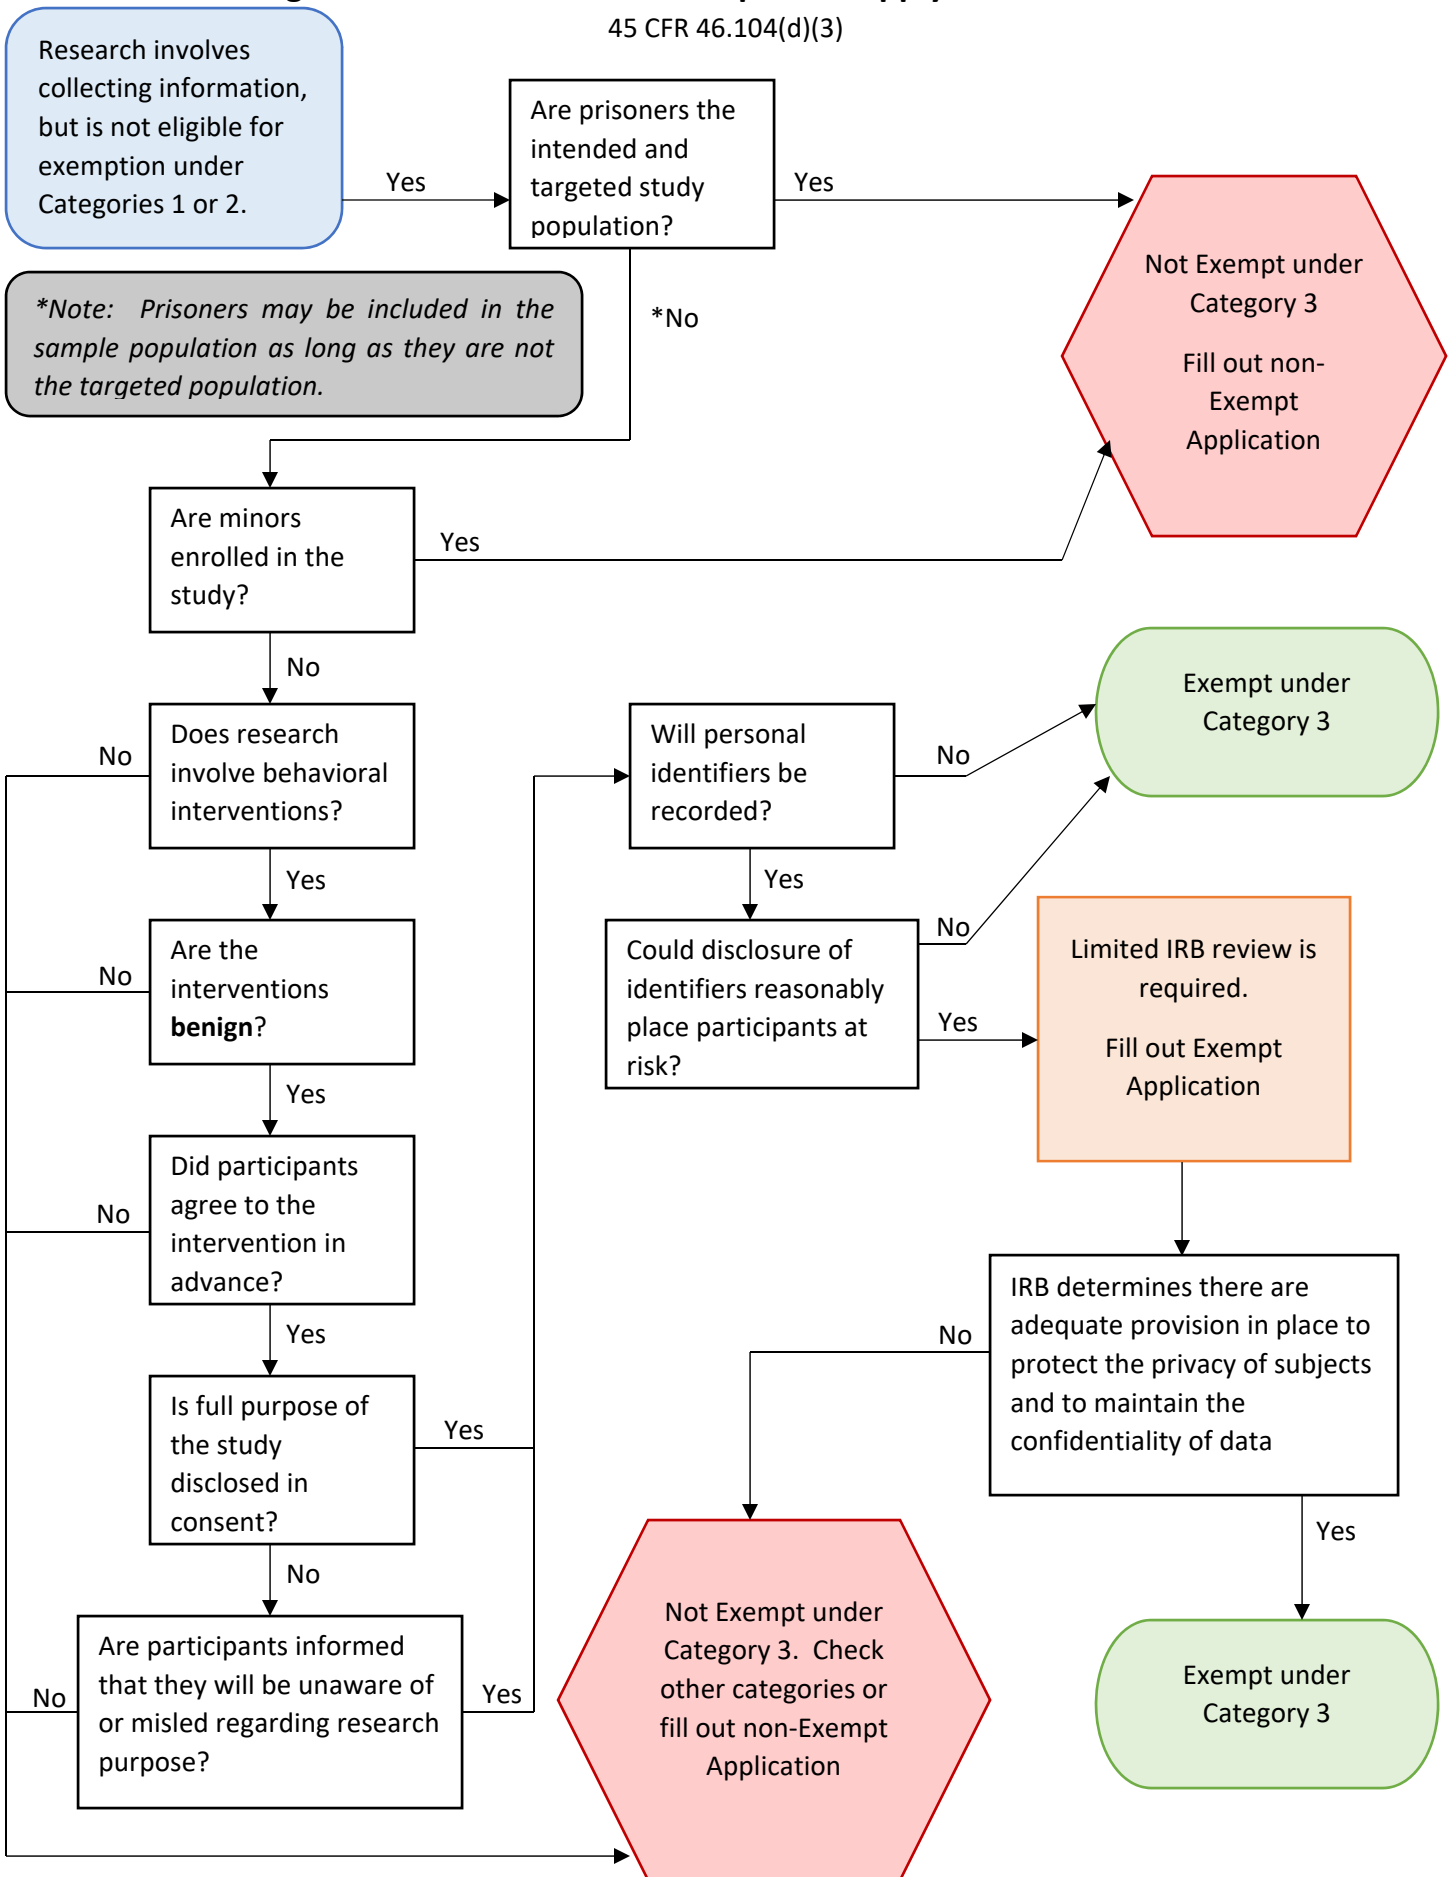 45 CFR 46.104(d)(3)
Research involves
collecting information,
but is not eligible for
exemption under
Categories 1 or 2.
Yes
Are prisoners the
intended and
targeted study
population?
Yes
Not Exempt under
Category 3
Fill out non-
Exempt
Application
*Note: Prisoners may be included in the
sample population as long as they are not
the targeted population.
*No
Are minors
enrolled in the
study?
Yes
No
Does research
involve behavioral
interventions?
No
Yes
Are the
interventions
benign?
No
Yes
Did participants
agree to the
intervention in
advance?
No
Yes
Is full purpose of
the study
disclosed in
consent?
Yes
No
Are participants informed
that they will be unaware of
or misled regarding research
purpose?
No
Yes
Will personal
identifiers be
recorded?
No
Yes
Exempt under
Category 3
Could disclosure of
identifiers reasonably
place participants at
risk?
No
Yes
Limited IRB review is
required.
Fill out Exempt
Application
IRB determines there are
adequate provision in place to
protect the privacy of subjects
and to maintain the
confidentiality of data
No
Yes
Not Exempt under
Category 3. Check
other categories or
fill out non-Exempt
Application
Exempt under
Category 3